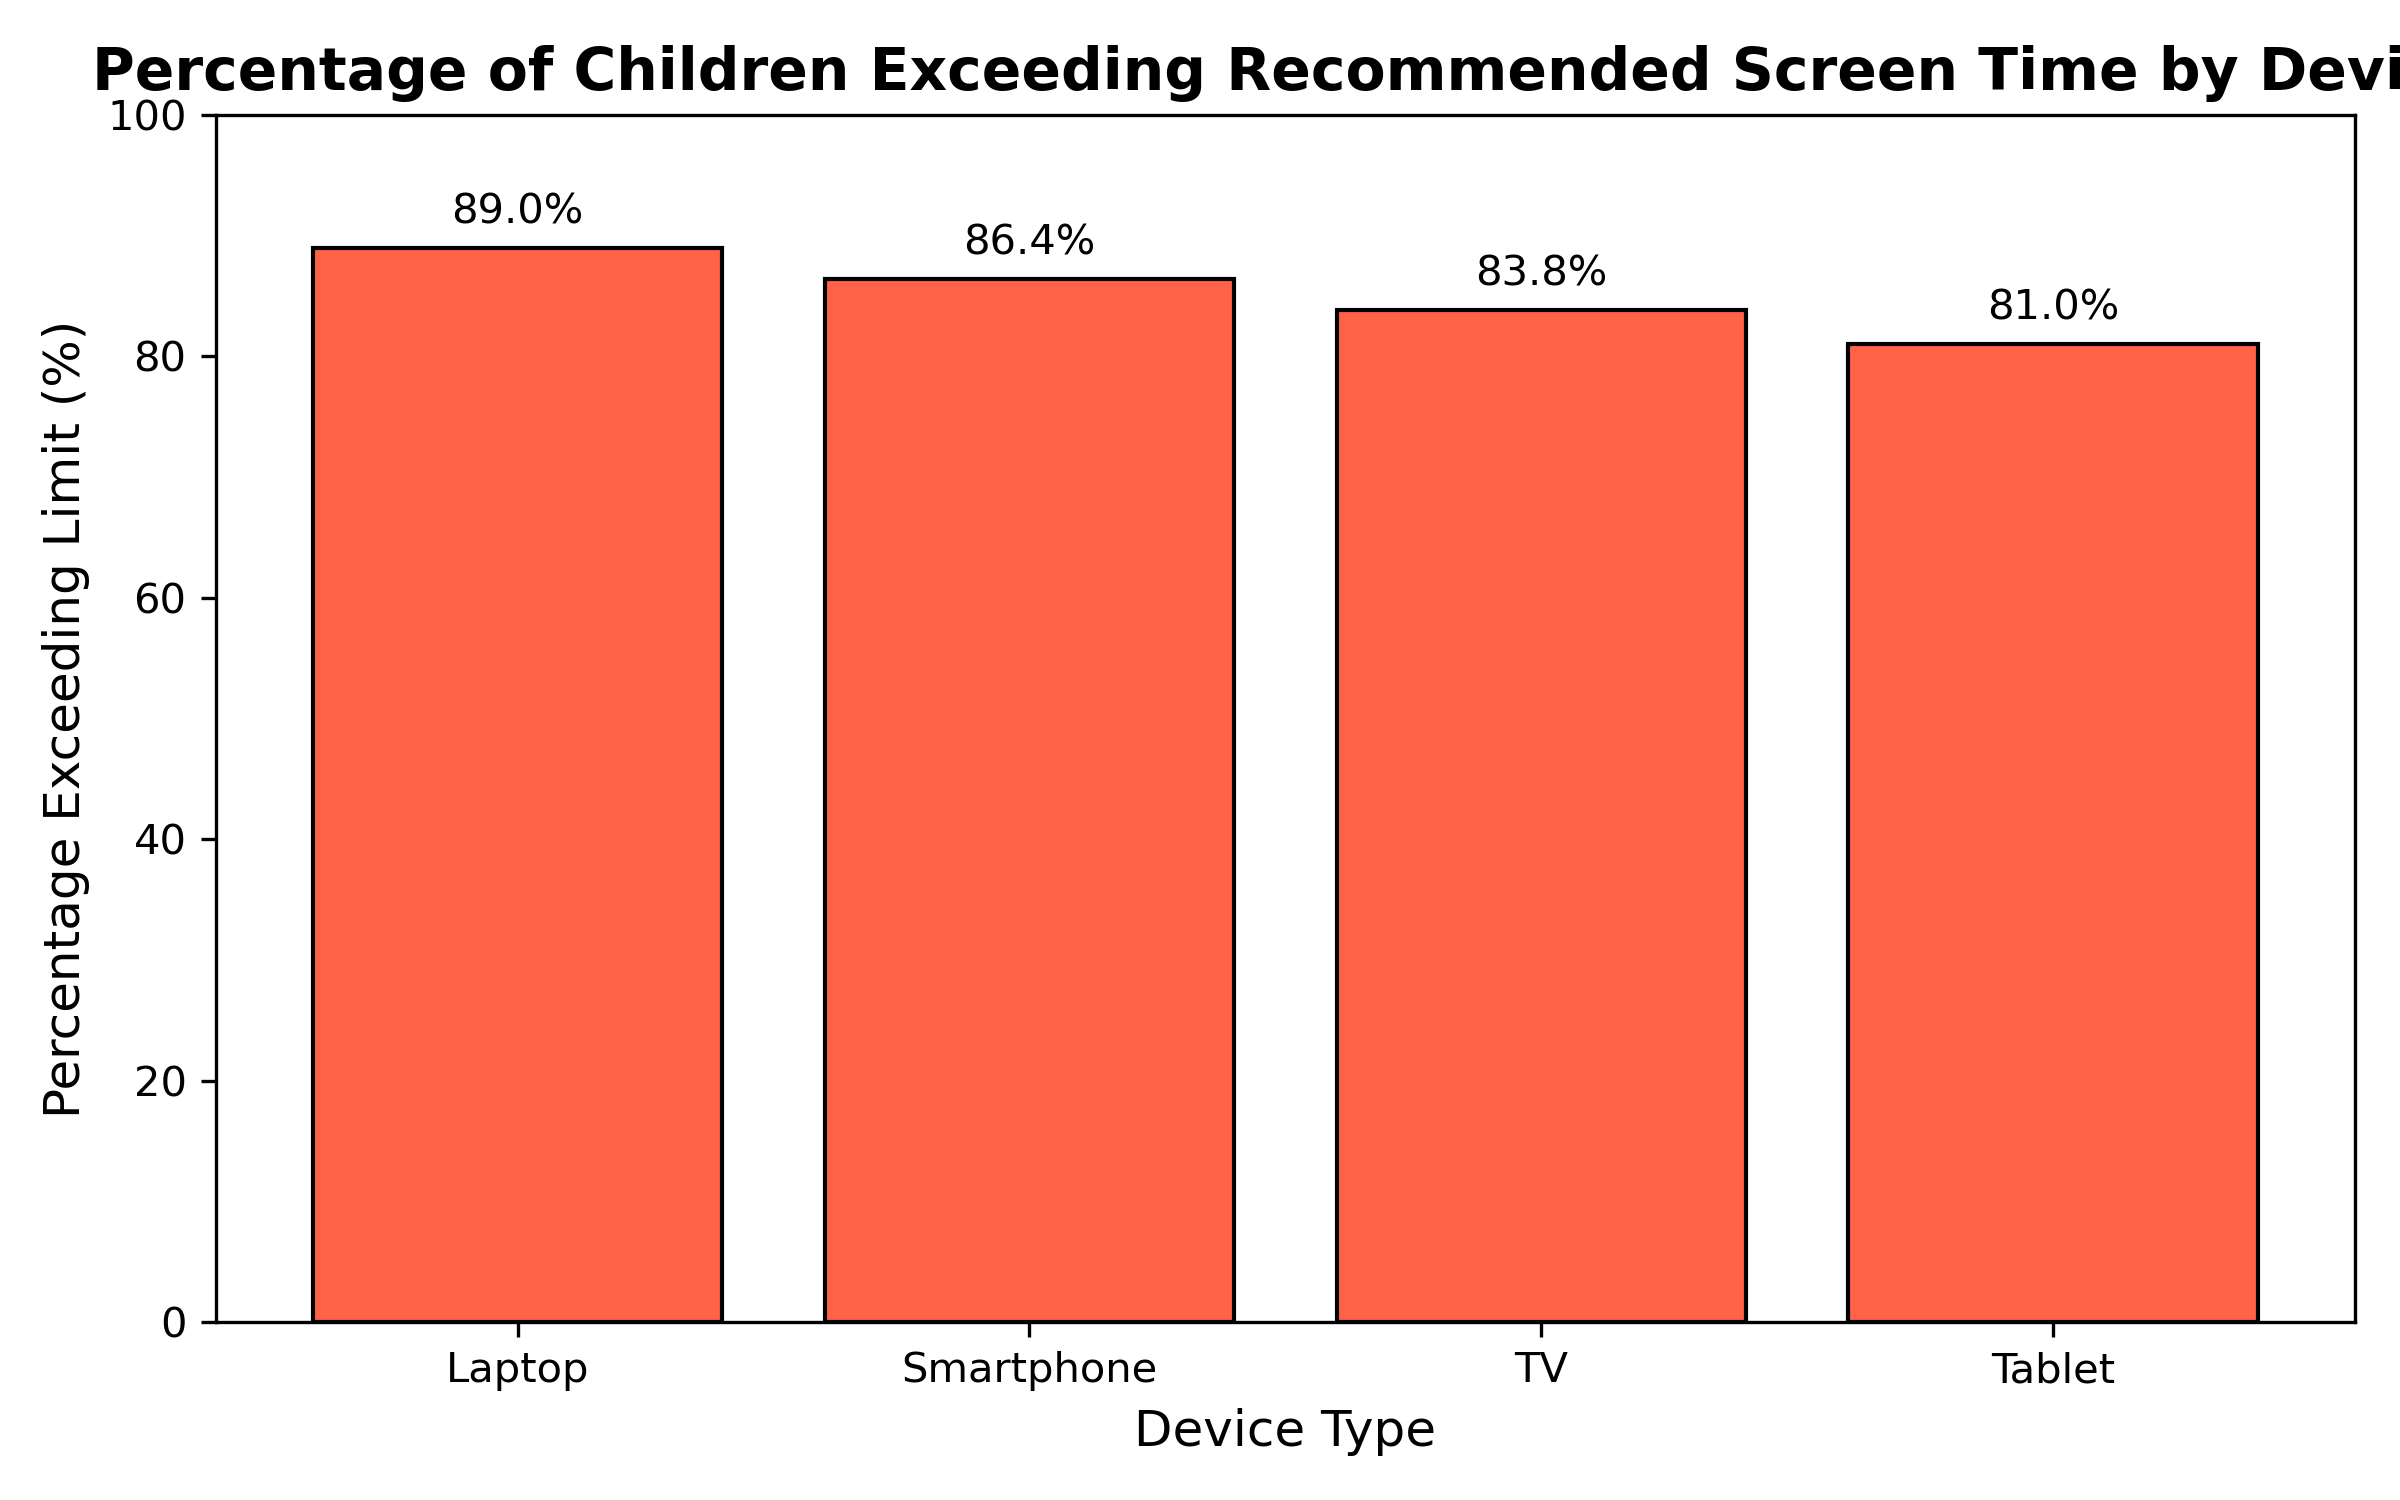 Percentage of Children Exceeding Recommended Screen Time by Devi
100
80
60
40
20
0
Percentage Exceeding Limit (%)
89.0%
86.4%
83.8%
81.0%
Laptop
Smartphone
TV
Tablet
Device Type